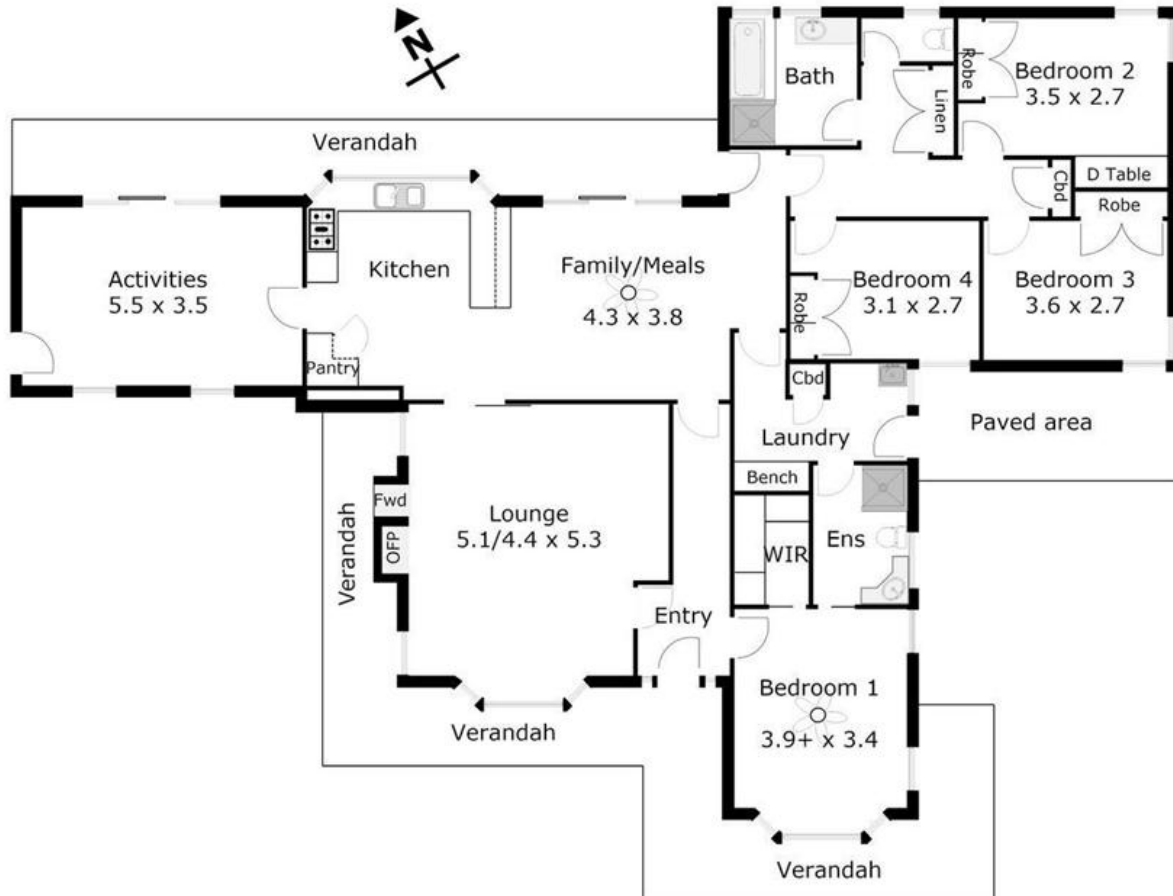 N
Bath
Robe
Bedroom 2
3.5 x 2.7
Linen
Verandah
Cbd
D Table
Robe
Activities
5.5 x 3.5
Kitchen
Family/Meals
4.3 x 3.8
Robe
Bedroom 4
3.1 x 2.7
Bedroom 3
3.6 x 2.7
Pantry
Cbd
Laundry
Paved area
Bench
Verandah
Fwd
OFP
Lounge
5.1/4.4 x 5.3
WIR
Ens
Entry
Bedroom 1
3.9+ x 3.4
Verandah
Verandah